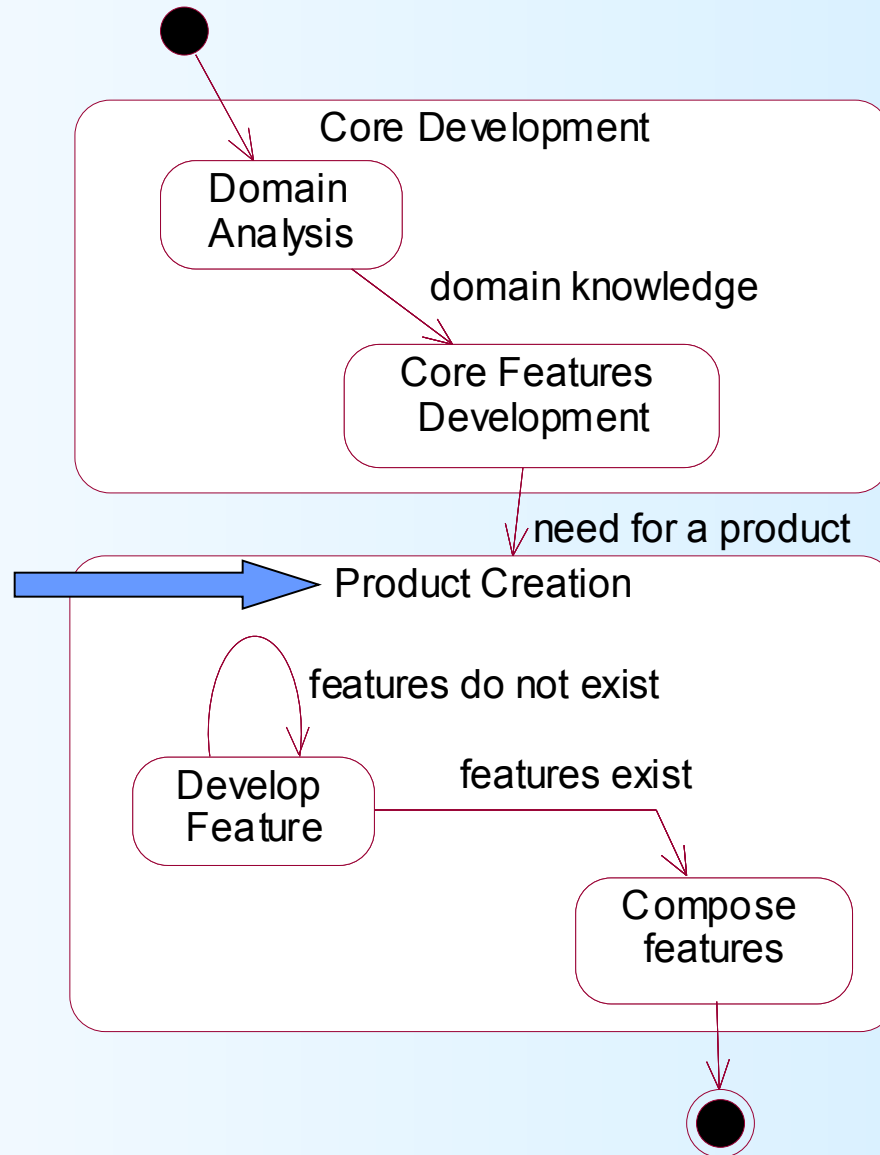 Core Development
Domain
Analysis
domain knowledge
Core Features
Development
need for a product
Product Creation
features do not exist
features exist
Develop
Feature
Compose
features